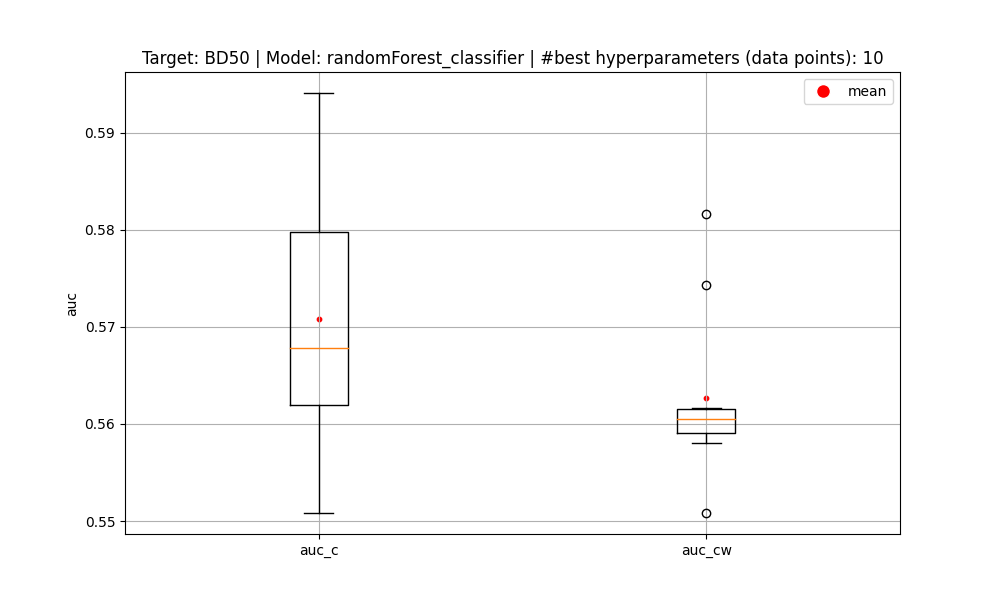 Target: BD50 | Model: randomForest_classifier | #best hyperparameters (data points): 10
mean
0.59
0.58
0.57
0.56
0.55
auc
auc_c
auc_cw